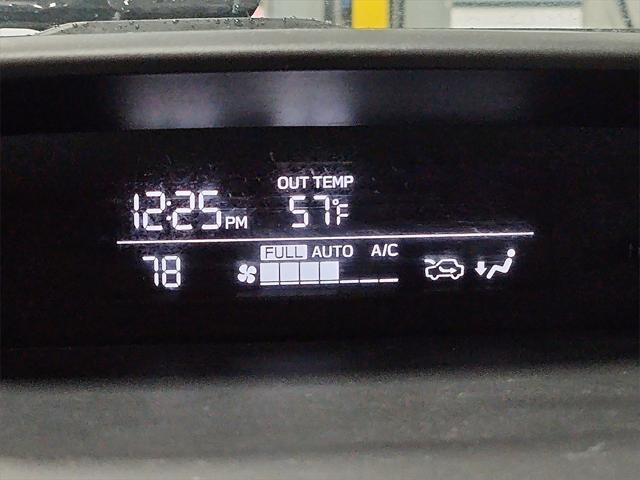 OUT TEMP
12:25 PM 57°F
FULL AUTO A/C
78